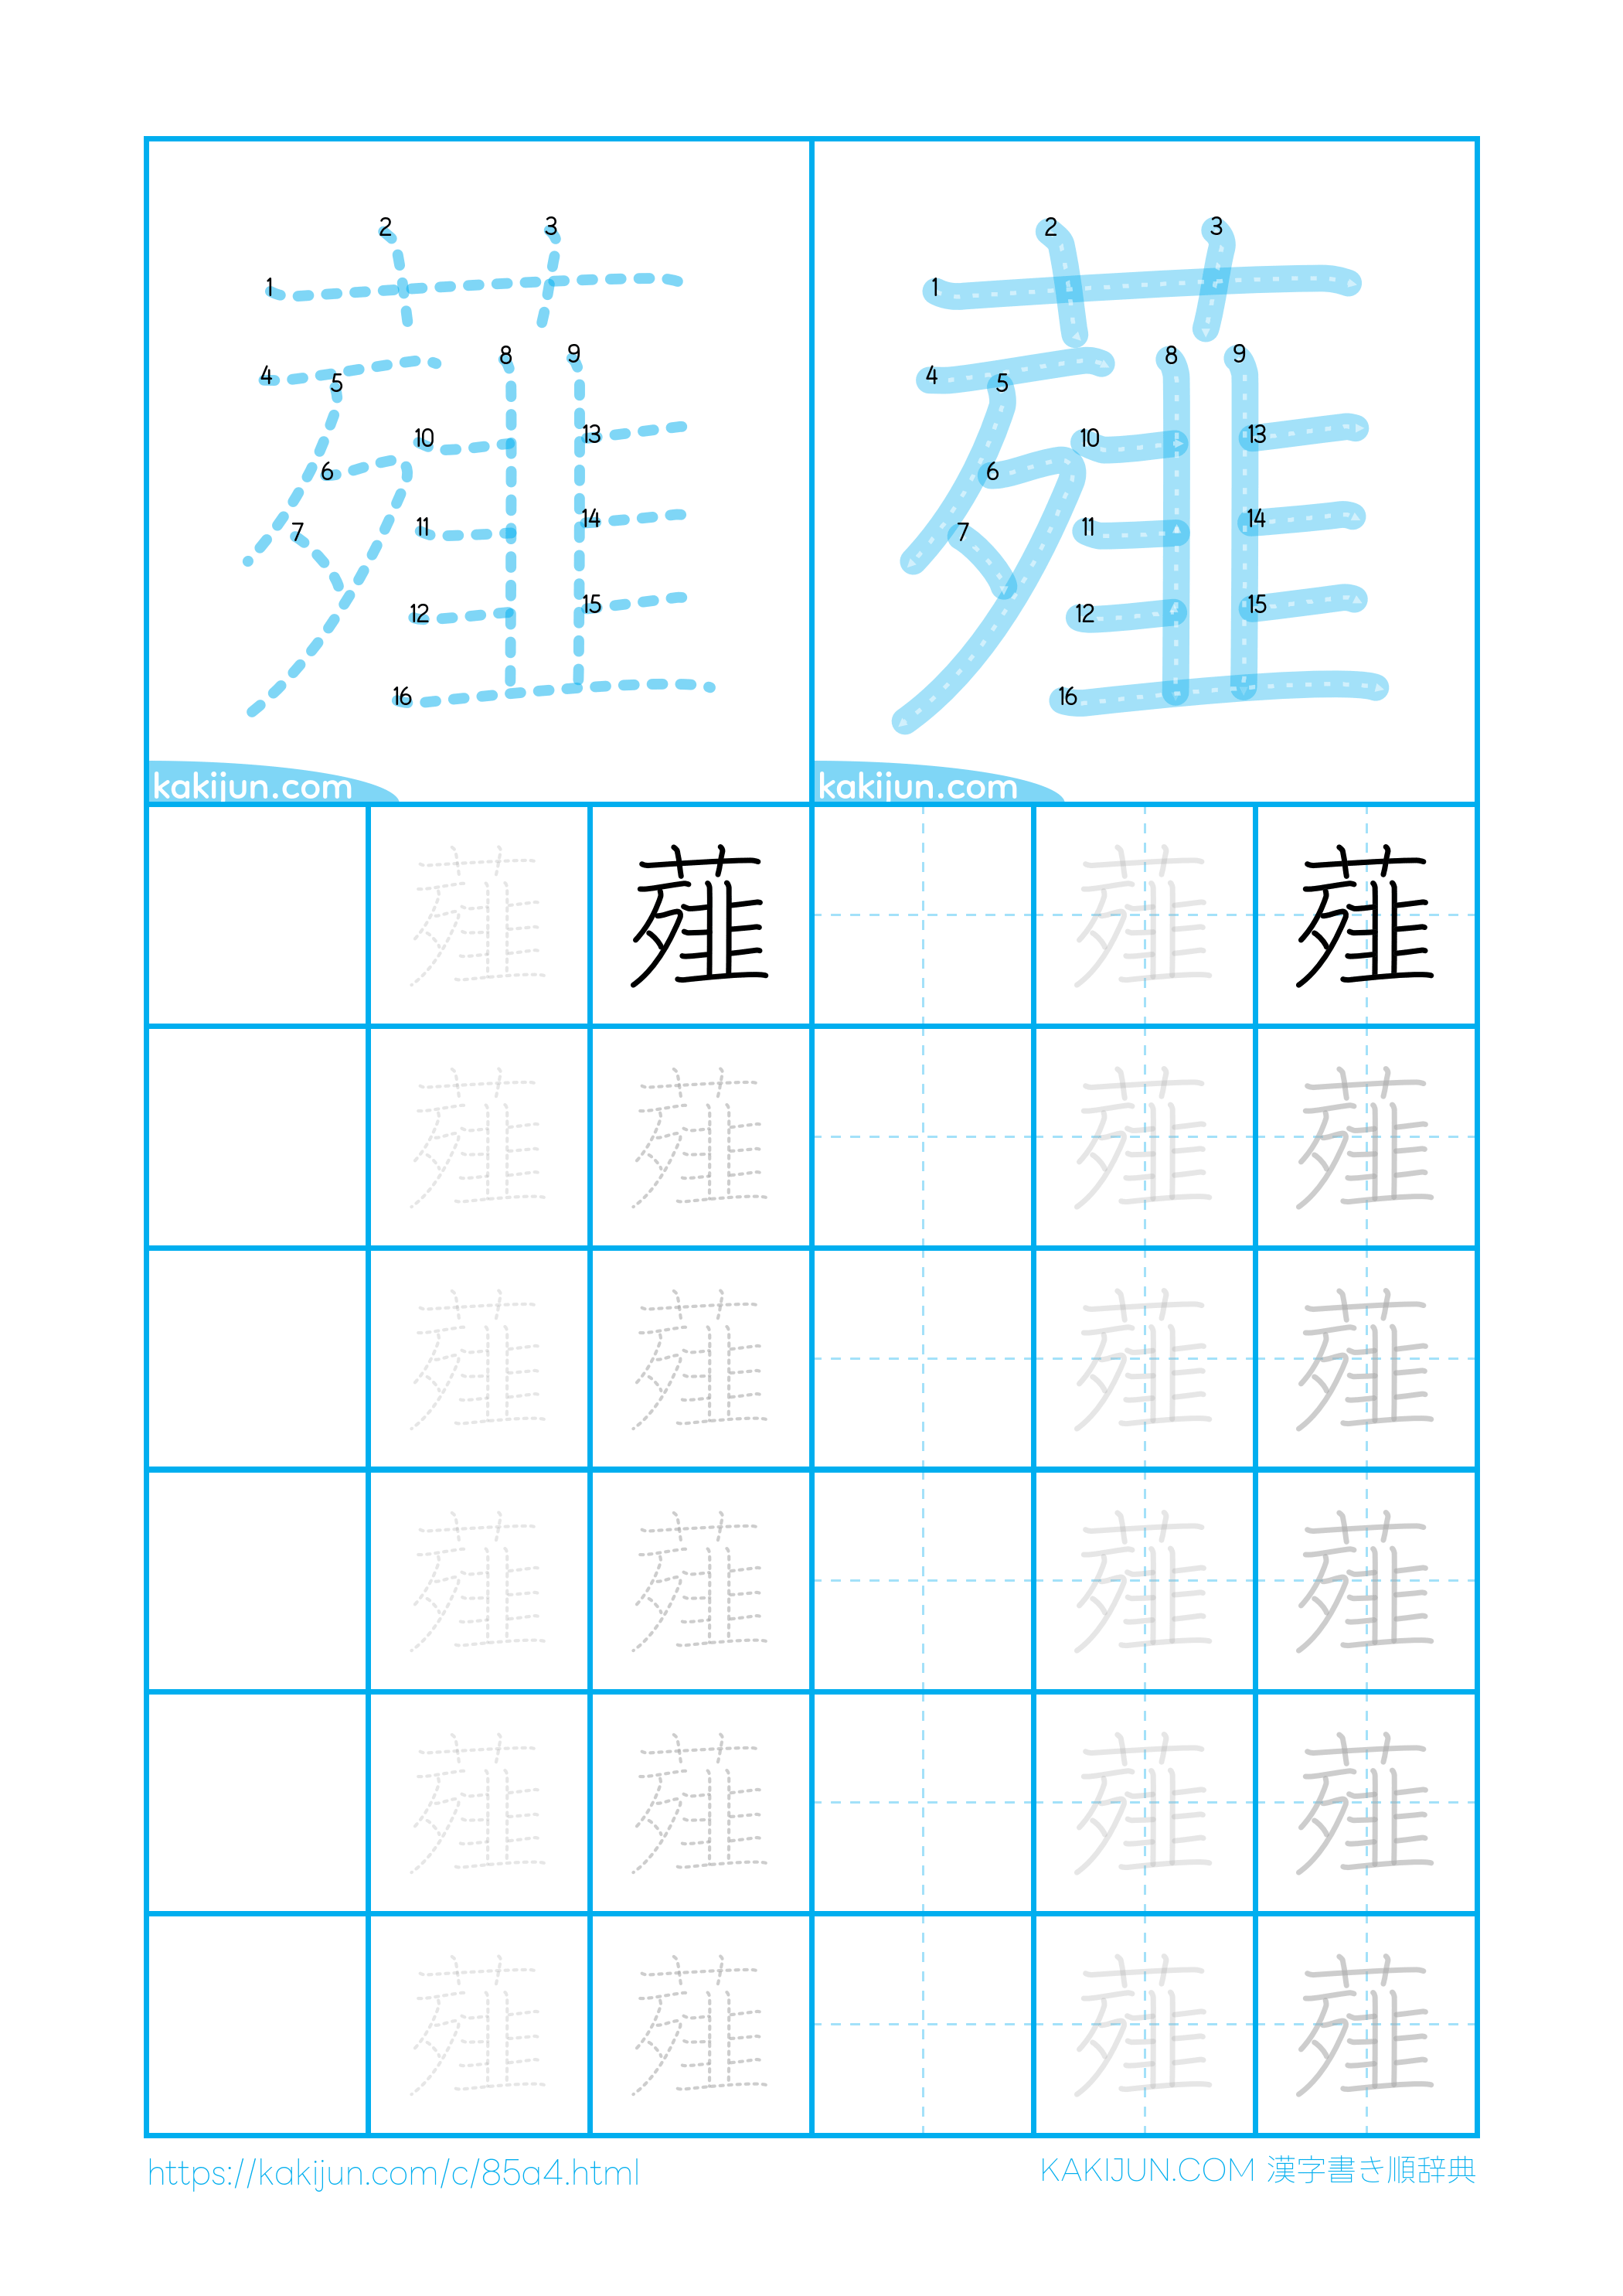 2 3 2 3
1 1
8 9 8 9
4 5 4 5
10 13 10 13
6 6
11 14 11 14
7 7
12 15 12 15
16 16
kakijun.com kakijun.com
薤 薤 薤 薤
薤 薤 薤 薤
薤 薤 薤 薤
薤 薤 薤 薤
薤 薤 薤 薤
薤 薤 薤 薤
https://kakijun.com/c/85a4.html KAKIJUN.COM 漢字書き順辞典